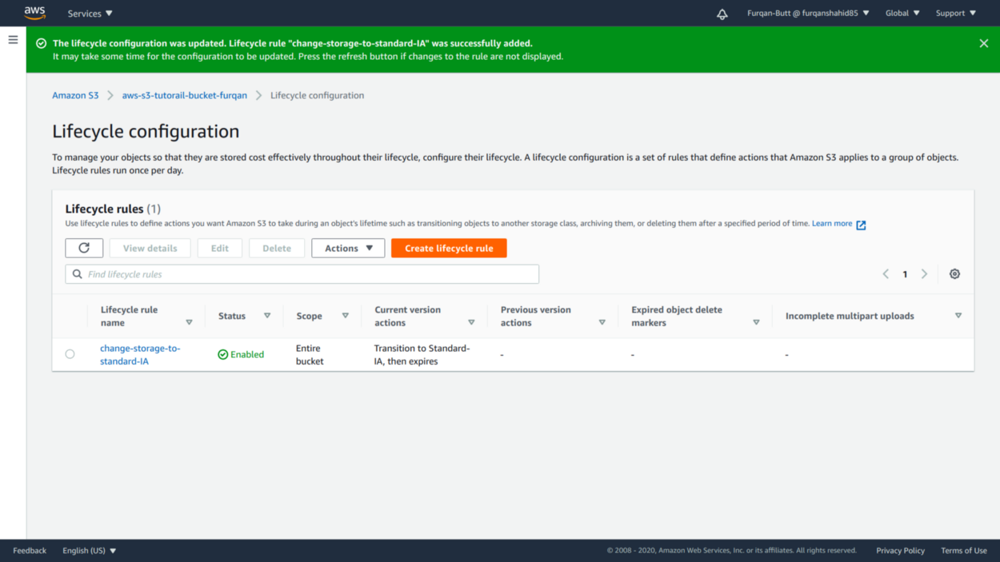 aws
Services
Furqan-Butt @ furqanshahid85
Global
Support
The lifecycle configuration was updated. Lifecycle rule "change-storage-to-standard-IA" was successfully added.
It may take some time for the configuration to be updated. Press the refresh button if changes to the rule are not displayed.
Amazon S3
aws-s3-tutorail-bucket-furqan
Lifecycle configuration
Lifecycle configuration
To manage your objects so that they are stored cost effectively throughout their lifecycle, configure their lifecycle. A lifecycle configuration is a set of rules that define actions that Amazon S3 applies to a group of objects.
Lifecycle rules run once per day.
Lifecycle rules (1)
Use lifecycle rules to define actions you want Amazon S3 to take during an object's lifetime such as transitioning objects to another storage class, archiving them, or deleting them after a specified period of time. Learn more
View details
Edit
Delete
Actions
Create lifecycle rule
Find lifecycle rules
1
Lifecycle rule
name
Status
Scope
Current version
actions
Previous version
actions
Expired object delete
markers
Incomplete multipart uploads
change-storage-to-
standard-IA
Enabled
Entire
bucket
Transition to Standard-
IA, then expires
-
-
-
Feedback
English (US)
© 2008 - 2020, Amazon Web Services, Inc. or its affiliates. All rights reserved.
Privacy Policy
Terms of Use